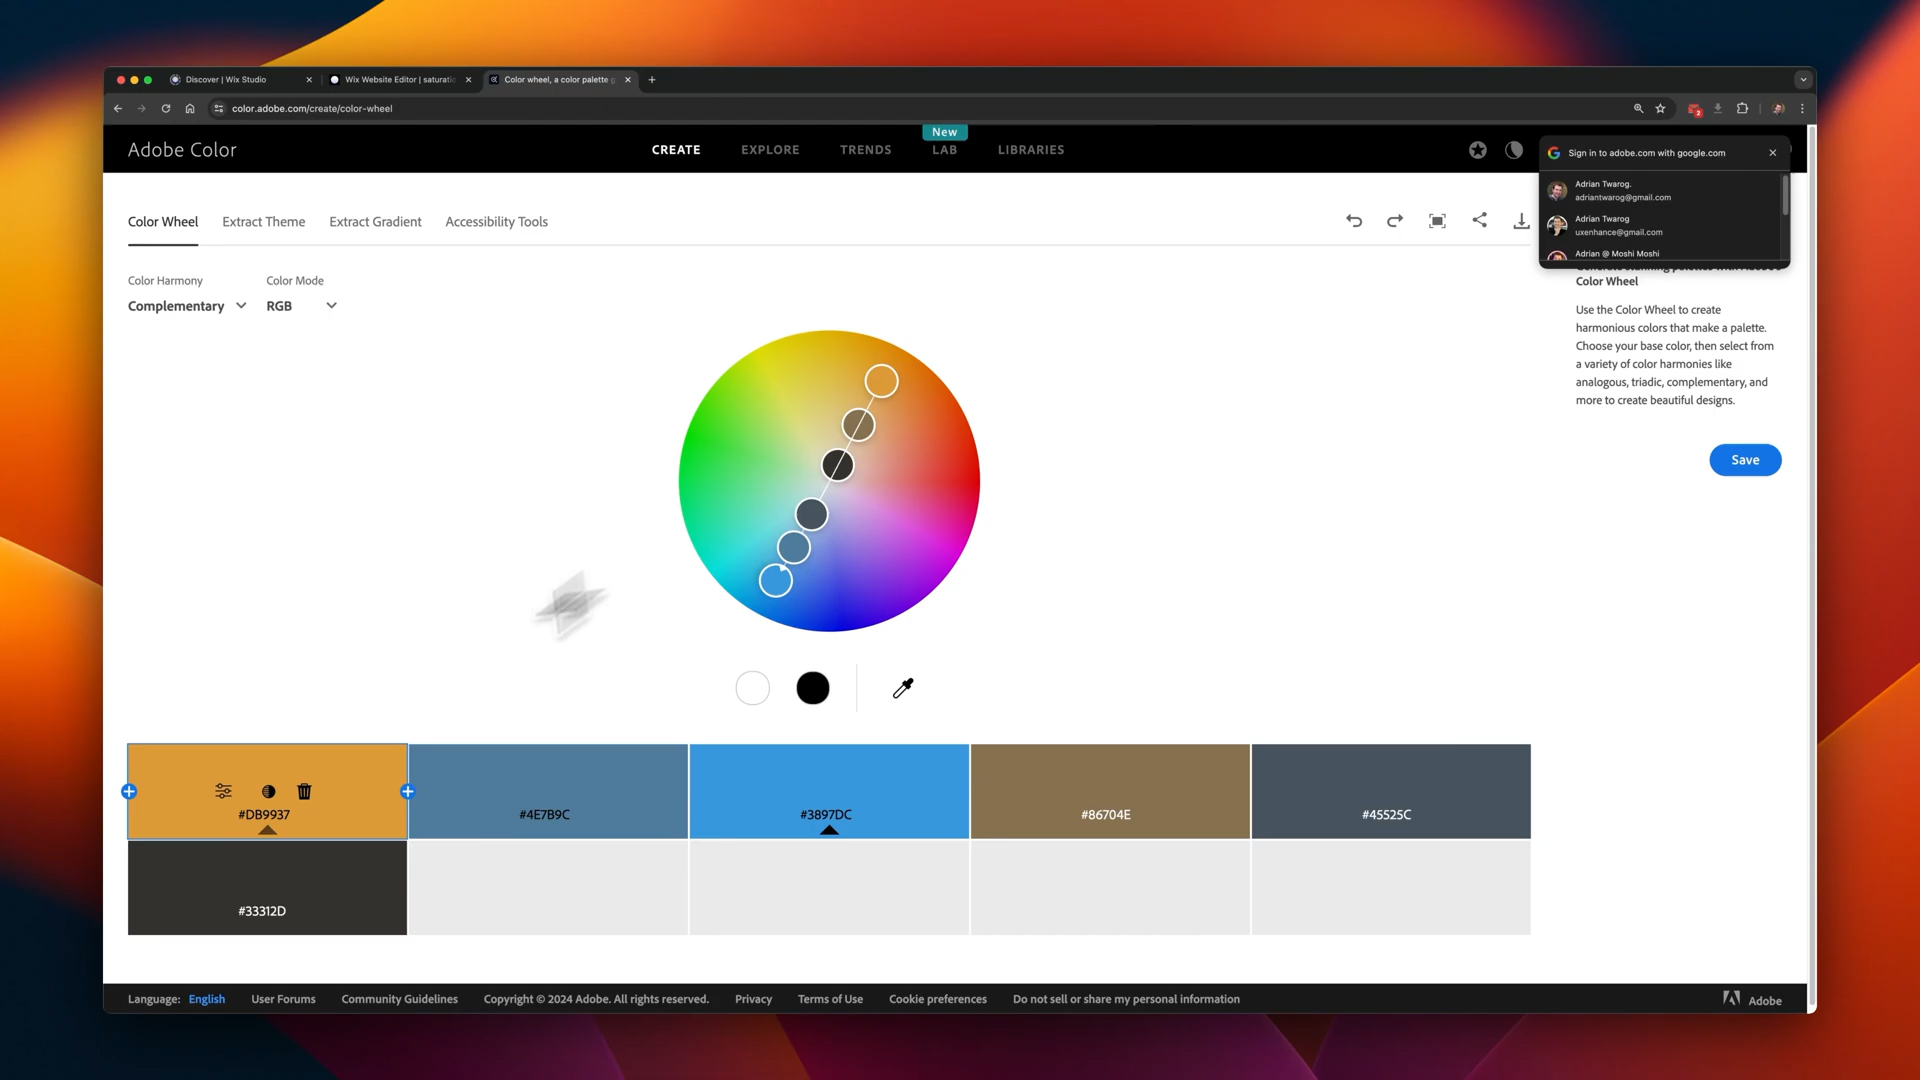 Discover | Wix Studio
Wix Website Editor | saturatio
Color wheel, a color palette g
color.adobe.com/create/color-wheel
2
Adobe Color
CREATE
EXPLORE
TRENDS
New
LAB
LIBRARIES
Sign in to adobe.com with google.com
Adrian Twarog.
adriantwarog@gmail.com
Adrian Twarog
uxenhance@gmail.com
Adrian @ Moshi Moshi
Color Wheel
Extract Theme
Extract Gradient
Accessibility Tools
Color Harmony
Complementary
Color Mode
RGB
Color Wheel
Use the Color Wheel to create
harmonious colors that make a palette.
Choose your base color, then select from
a variety of color harmonies like
analogous, triadic, complementary, and
more to create beautiful designs.
Save
#DB9937
#4E7B9C
#3897DC
#86704E
#45525C
#33312D
Language: English
User Forums
Community Guidelines
Copyright © 2024 Adobe. All rights reserved.
Privacy
Terms of Use
Cookie preferences
Do not sell or share my personal information
Adobe